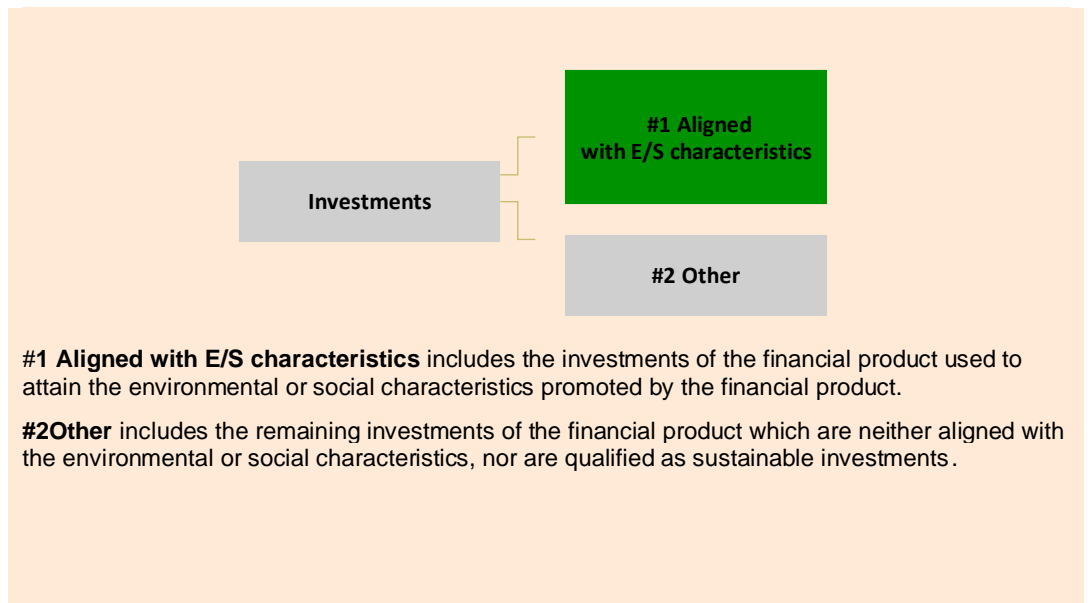 #1 Aligned
with E/S characteristics
Investments
#2 Other
#1 Aligned with E/S characteristics includes the investments of the financial product used to
attain the environmental or social characteristics promoted by the financial product.
#2Other includes the remaining investments of the financial product which are neither aligned with
the environmental or social characteristics, nor are qualified as sustainable investments.